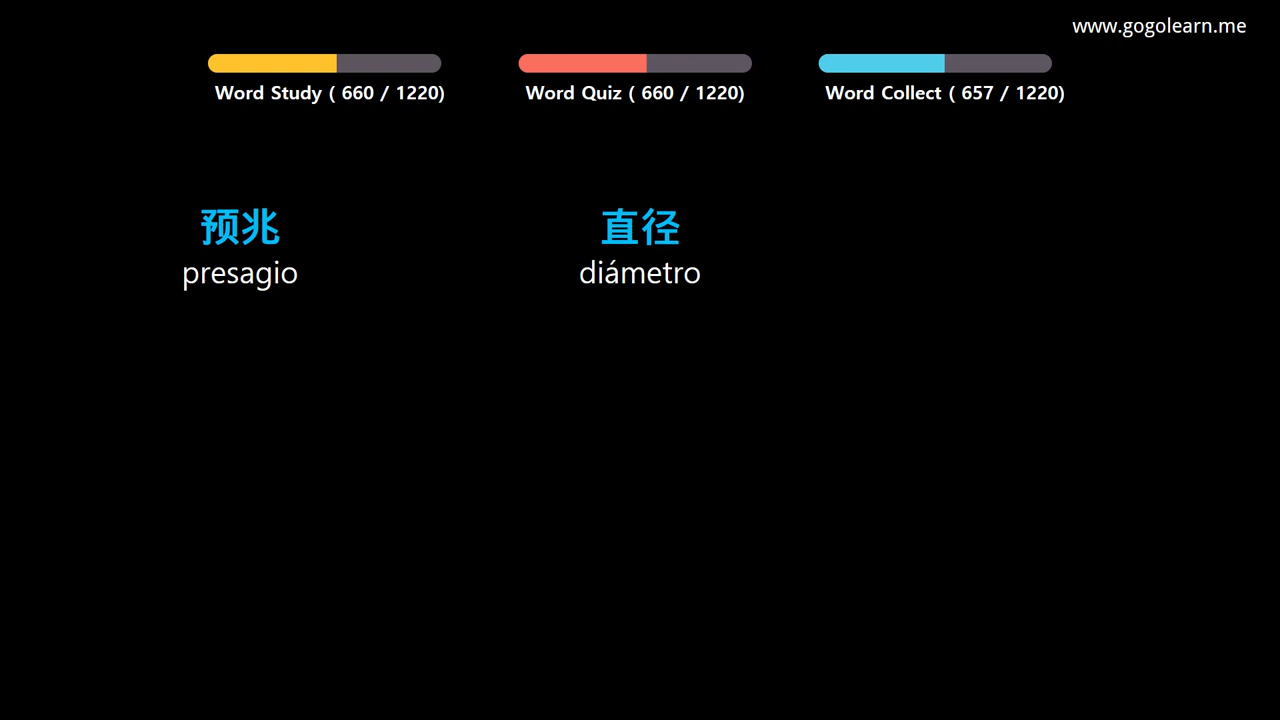 www.gogolearn.me
Word Study ( 660 / 1220)
Word Quiz ( 660 / 1220)
Word Collect ( 657 / 1220)
预兆
presagio
直径
diámetro